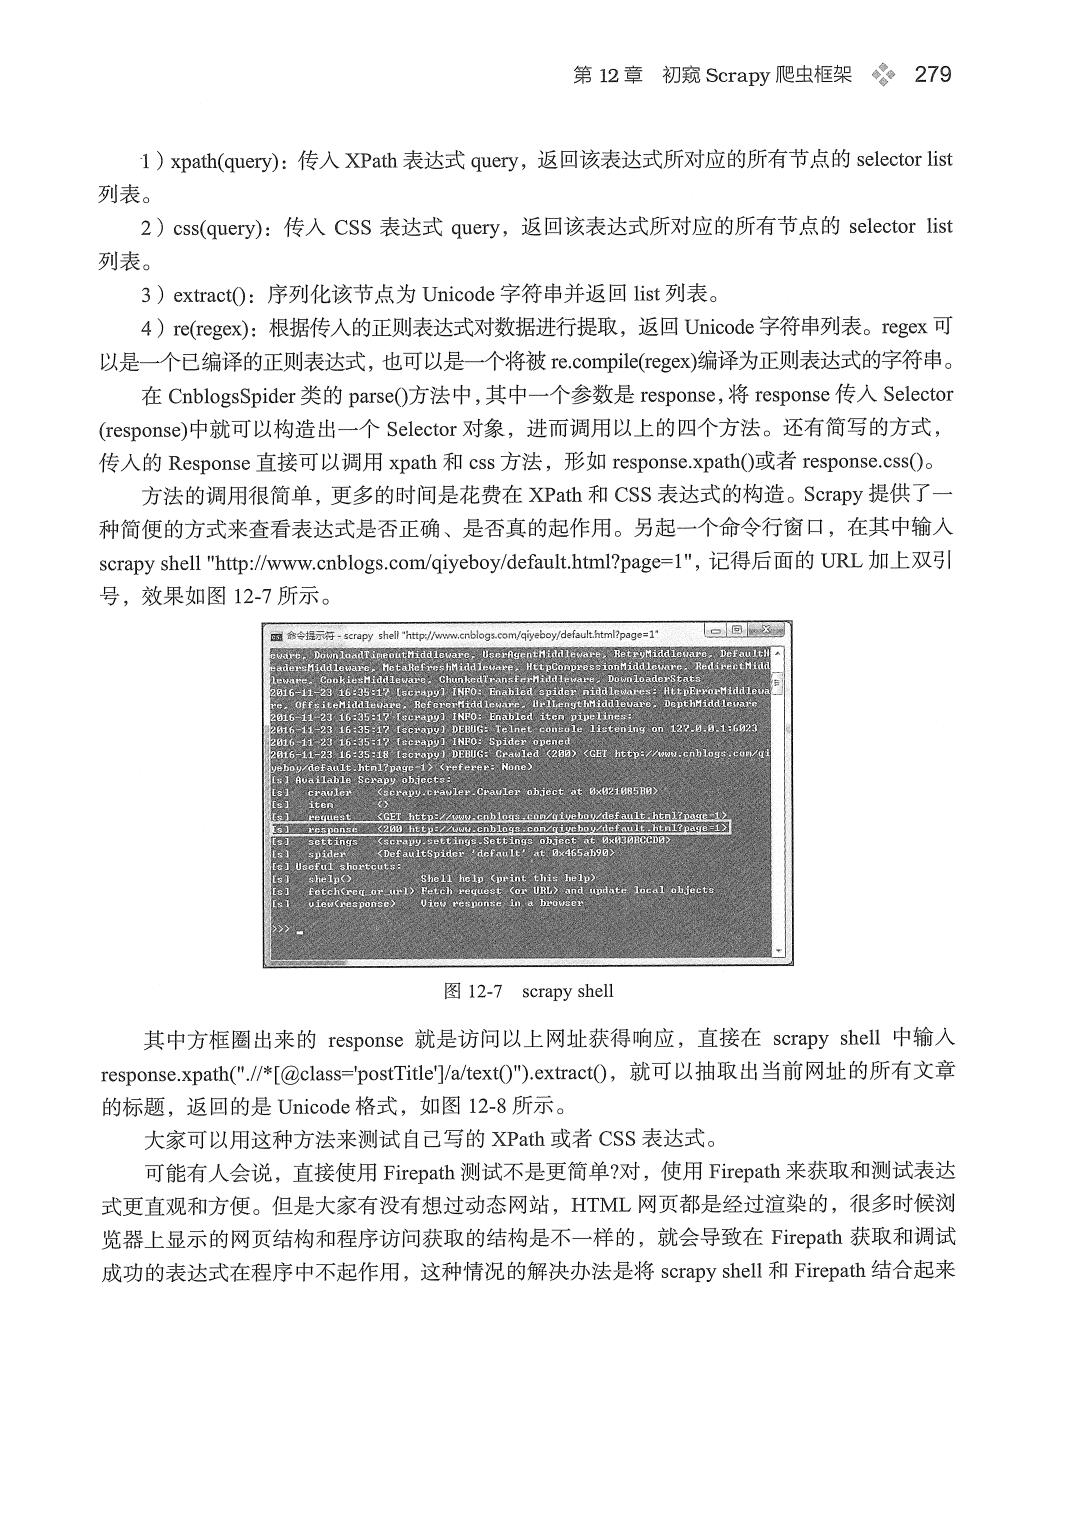 第 12 章 初窥 Scrapy 爬虫框架 279
1）xpath(query)：传入 XPath 表达式 query，返回该表达式所对应的所有节点的 selector list
列表。
2）css(query)：传入 CSS 表达式 query，返回该表达式所对应的所有节点的 selector list
列表。
3）extract()：序列化该节点为 Unicode 字符串并返回 list 列表。
4）re(regex)：根据传入的正则表达式对数据进行提取，返回 Unicode 字符串列表。regex 可
以是一个已编译的正则表达式，也可以是一个将被 re.compile(regex)编译为正则表达式的字符串。
在 CnblogsSpider 类的 parse()方法中，其中一个参数是 response，将 response 传入 Selector
(response)中就可以构造出一个 Selector 对象，进而调用以上的四个方法。还有简写的方式，
传入的 Response 直接可以调用 xpath 和 css 方法，形如 response.xpath()或者 response.css()。
方法的调用很简单，更多的时间是花费在 XPath 和 CSS 表达式的构造。Scrapy 提供了一
种简便的方式来查看表达式是否正确、是否真的起作用。另起一个命令行窗口，在其中输入
scrapy shell "http://www.cnblogs.com/qiyeboy/default.html?page=1"，记得后面的 URL 加上双引
号，效果如图 12-7 所示。
命令提示符 - scrapy shell "http://www.cnblogs.com/qiyeboy/default.html?page=1"
eware, DownloadTimeoutMiddleware, UserAgentMiddleware, RetryMiddleware, DefaultH
eadersMiddleware, MetaRefreshMiddleware, HttpCompressionMiddleware, RedirectMidd
leware, CookiesMiddleware, ChunkedTransferMiddleware, DownloaderStats
2016-11-23 16:35:17 [scrapy] INFO: Enabled spider middlewares: HttpErrorMiddlewa
re, OffsiteMiddleware, RefererMiddleware, UrlLengthMiddleware, DepthMiddleware
2016-11-23 16:35:17 [scrapy] INFO: Enabled item pipelines:
2016-11-23 16:35:17 [scrapy] DEBUG: Telnet console listening on 127.0.0.1:6023
2016-11-23 16:35:17 [scrapy] INFO: Spider opened
2016-11-23 16:35:18 [scrapy] DEBUG: Crawled (200) <GET http://www.cnblogs.com/qi
yeboy/default.html?page=1> (referer: None)
[s] Available Scrapy objects:
[s] crawler <scrapy.crawler.Crawler object at 0x021085B0>
[s] item {}
[s] request <GET http://www.cnblogs.com/qiyeboy/default.html?page=1>
[s] response <200 http://www.cnblogs.com/qiyeboy/default.html?page=1>
[s] settings <scrapy.settings.Settings object at 0x030BCCD0>
[s] spider <DefaultSpider 'default' at 0x465ab90>
[s] Useful shortcuts:
[s] shelp() Shell help (print this help)
[s] fetch(req_or_url) Fetch request (or URL) and update local objects
[s] view(response) View response in a browser
>>> _
图 12-7 scrapy shell
其中方框圈出来的 response 就是访问以上网址获得响应，直接在 scrapy shell 中输入
response.xpath(".//*[@class='postTitle']/a/text()").extract()，就可以抽取出当前网址的所有文章
的标题，返回的是 Unicode 格式，如图 12-8 所示。
大家可以用这种方法来测试自己写的 XPath 或者 CSS 表达式。
可能有人会说，直接使用 Firepath 测试不是更简单?对，使用 Firepath 来获取和测试表达
式更直观和方便。但是大家有没有想过动态网站，HTML 网页都是经过渲染的，很多时候浏
览器上显示的网页结构和程序访问获取的结构是不一样的，就会导致在 Firepath 获取和调试
成功的表达式在程序中不起作用，这种情况的解决办法是将 scrapy shell 和 Firepath 结合起来